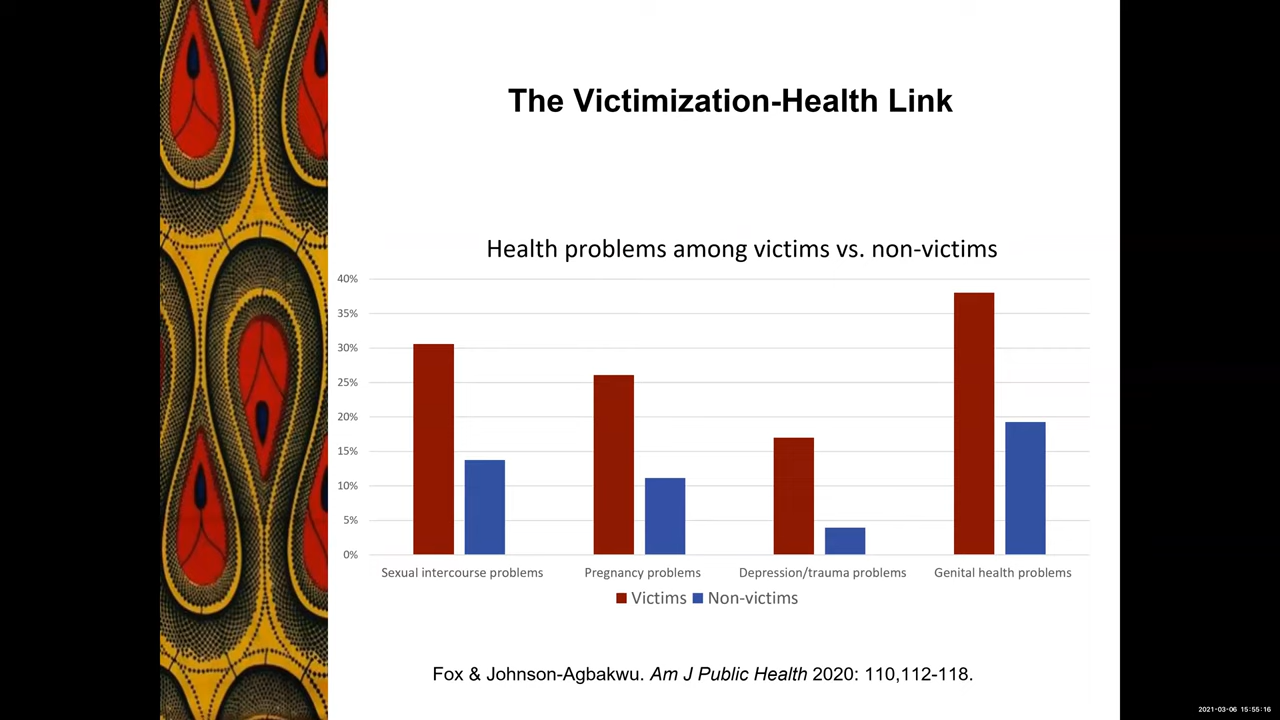 The Victimization-Health Link
Health problems among victims vs. non-victims
40%
35%
30%
25%
20%
15%
10%
5%
0%
Sexual intercourse problems Pregnancy problems Depression/trauma problems Genital health problems
Victims Non-victims
Fox & Johnson-Agbakwu. Am J Public Health 2020: 110,112-118.
2021-03-06 15:55:16